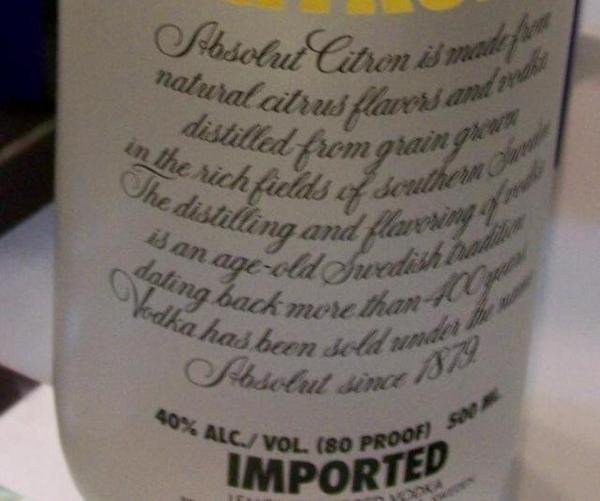 Absolut Citron is made from
natural citrus flavors and vodka
distilled from grain grown
in the rich fields of southern Sweden
The distilling and flavoring of vodka
is an age-old Swedish tradition
dating back more than 400 years.
Vodka has been sold under the name
Absolut since 1879.
40% ALC./VOL. (80 PROOF) 500 ML.
IMPORTED
VODKA